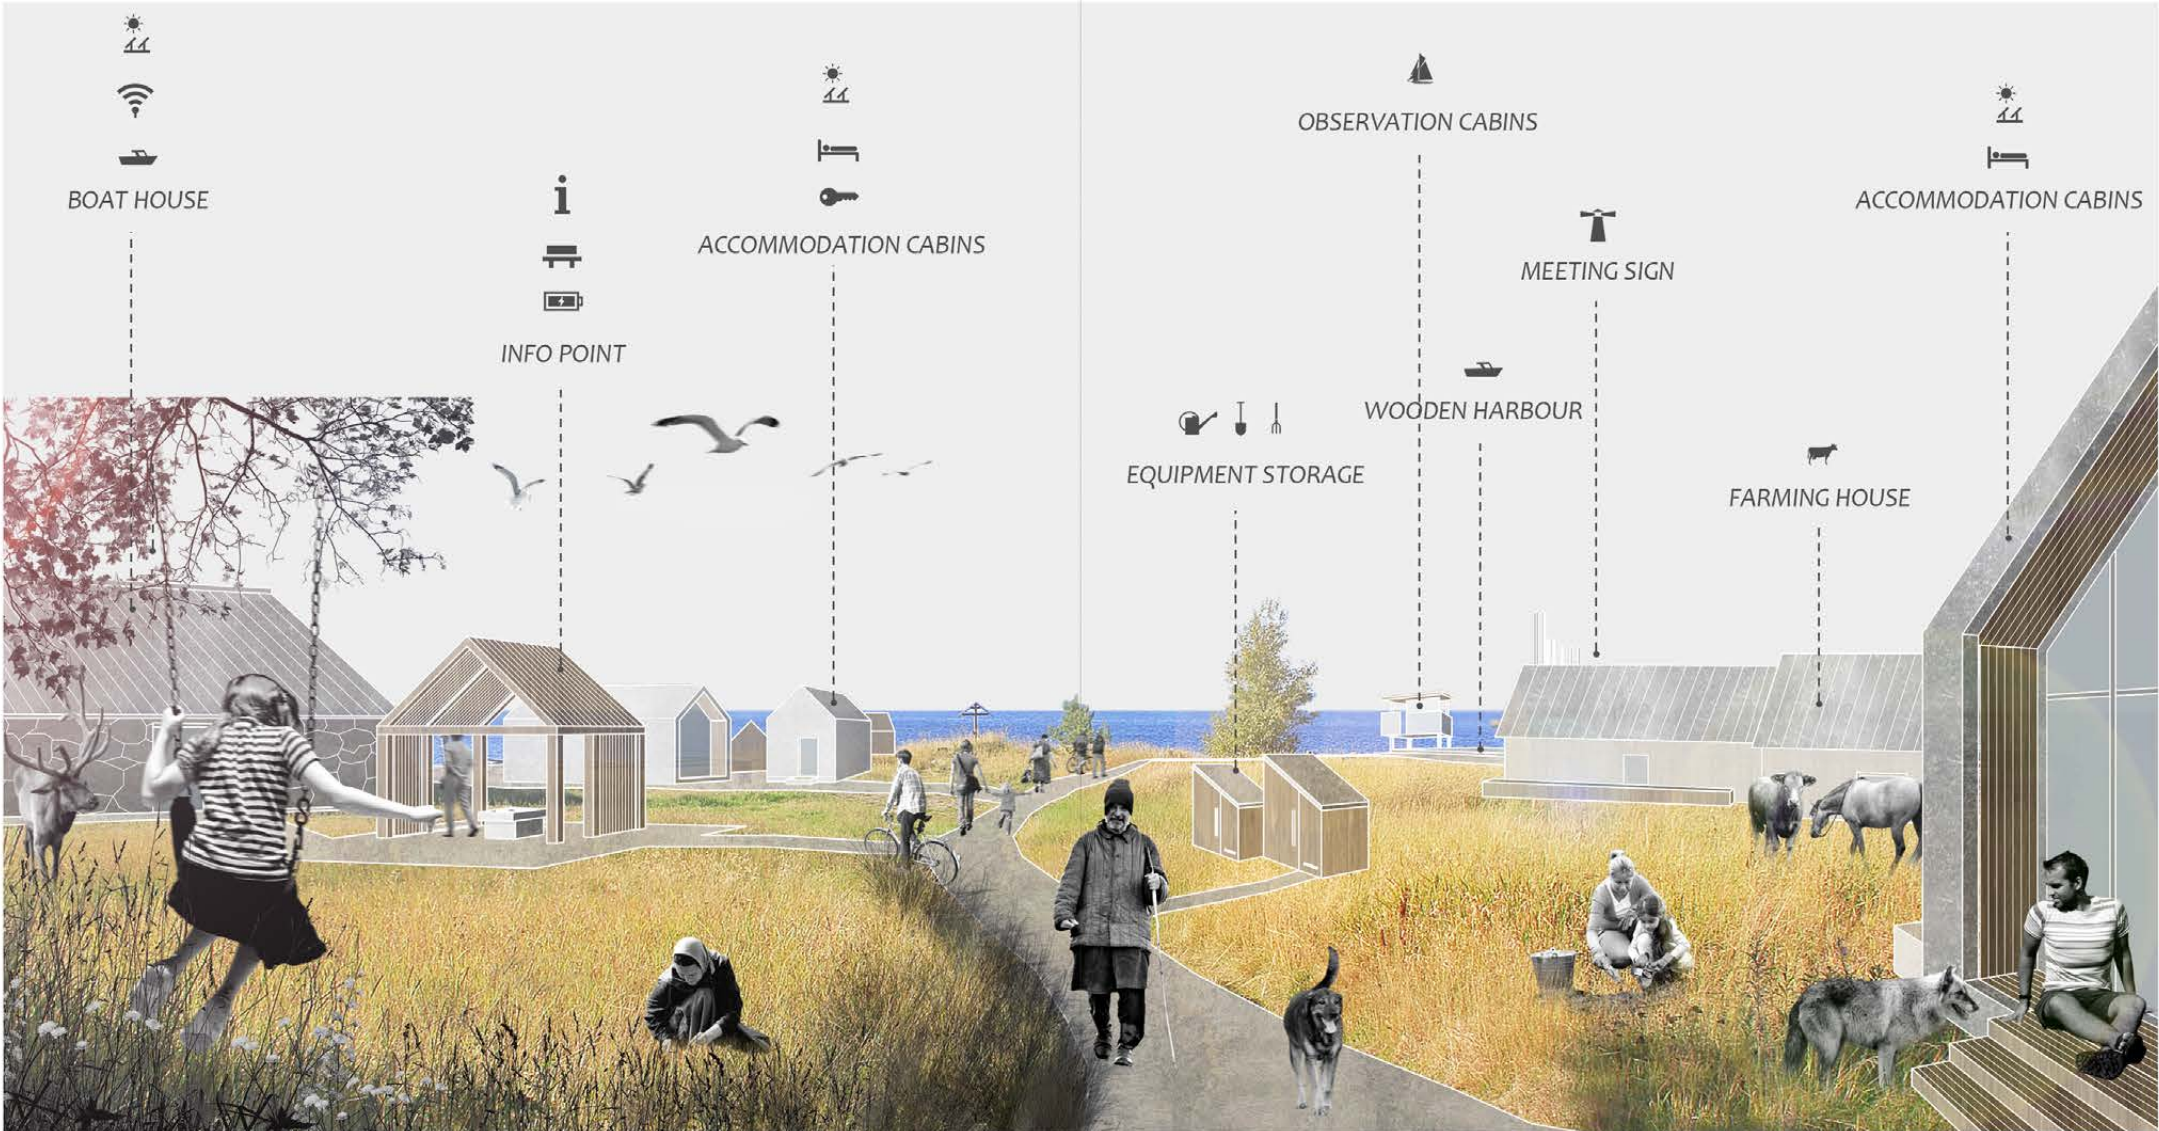 BOAT HOUSE
INFO POINT
ACCOMMODATION CABINS
EQUIPMENT STORAGE
OBSERVATION CABINS
WOODEN HARBOUR
MEETING SIGN
FARMING HOUSE
ACCOMMODATION CABINS